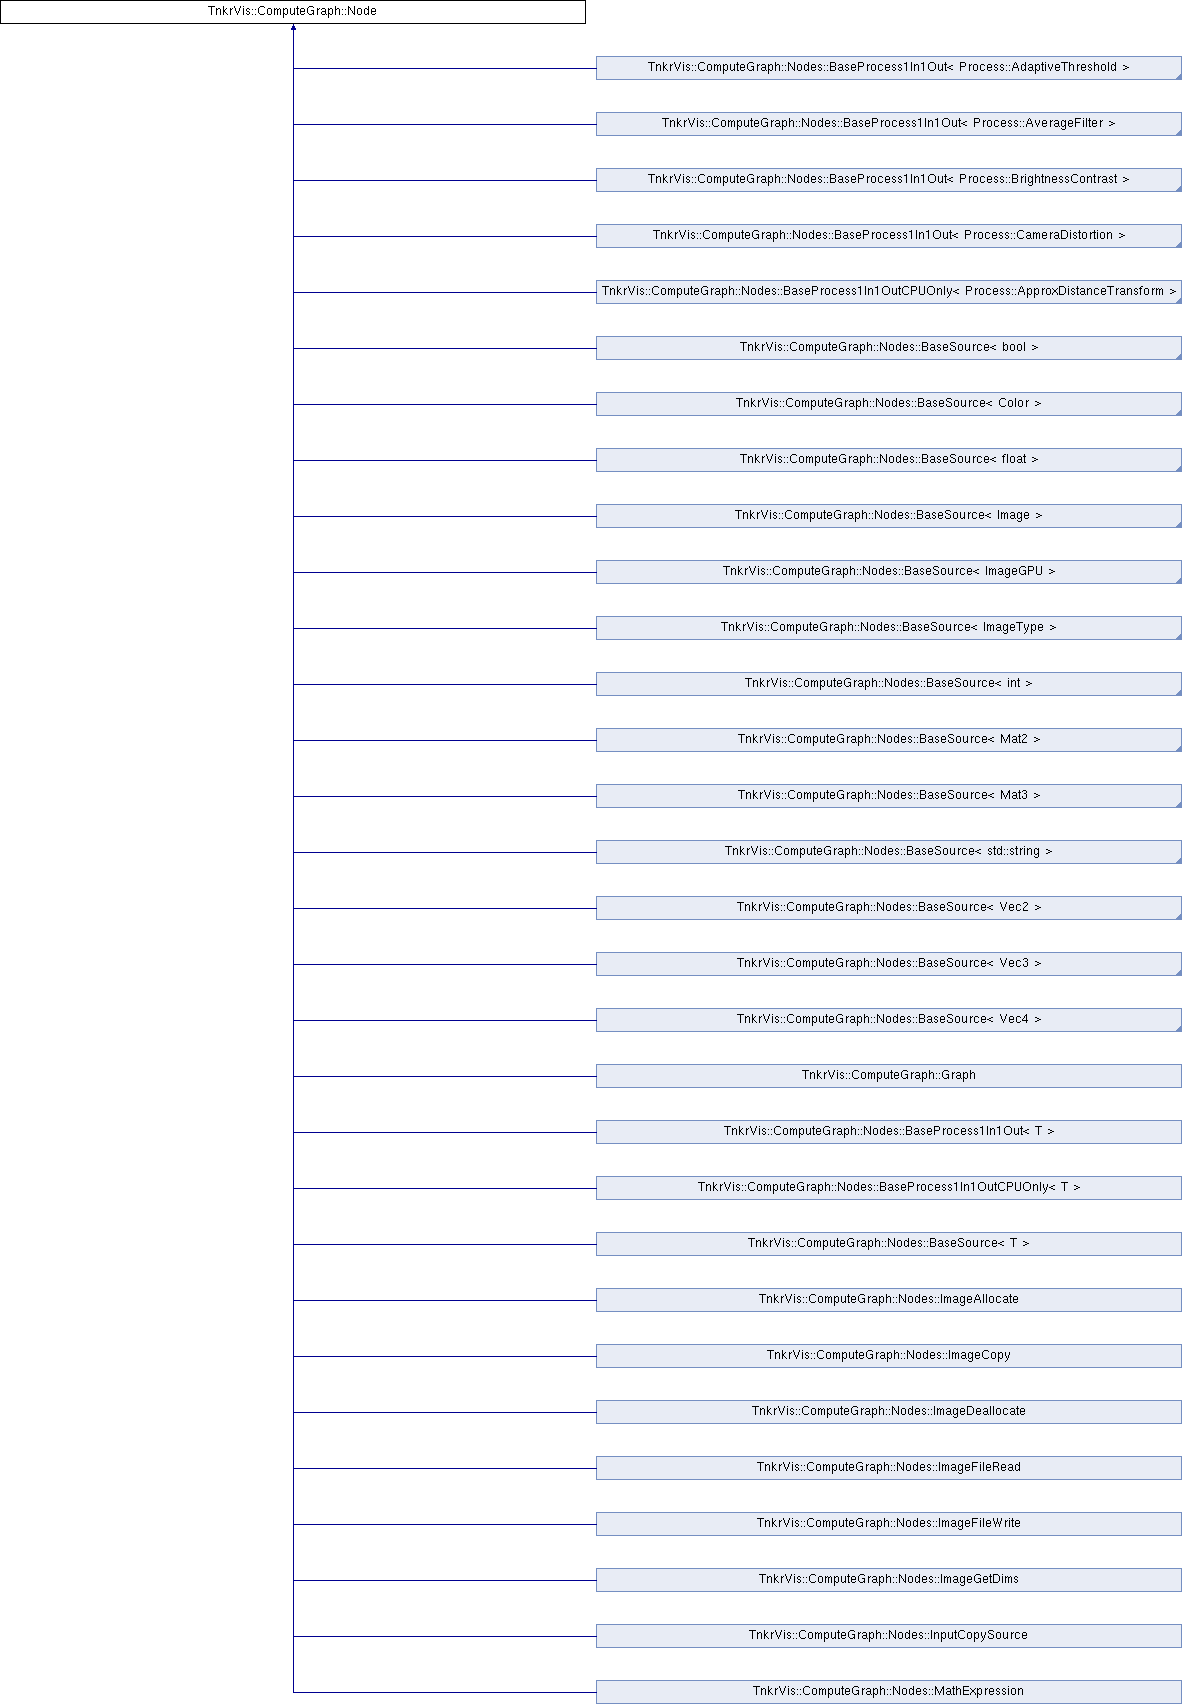 TnkrVis::ComputeGraph::Node
TnkrVis::ComputeGraph::Nodes::BaseProcess1In1Out< Process::AdaptiveThreshold >
TnkrVis::ComputeGraph::Nodes::BaseProcess1In1Out< Process::AverageFilter >
TnkrVis::ComputeGraph::Nodes::BaseProcess1In1Out< Process::BrightnessContrast >
TnkrVis::ComputeGraph::Nodes::BaseProcess1In1Out< Process::CameraDistortion >
TnkrVis::ComputeGraph::Nodes::BaseProcess1In1OutCPUOnly< Process::ApproxDistanceTransform >
TnkrVis::ComputeGraph::Nodes::BaseSource< bool >
TnkrVis::ComputeGraph::Nodes::BaseSource< Color >
TnkrVis::ComputeGraph::Nodes::BaseSource< float >
TnkrVis::ComputeGraph::Nodes::BaseSource< Image >
TnkrVis::ComputeGraph::Nodes::BaseSource< ImageGPU >
TnkrVis::ComputeGraph::Nodes::BaseSource< ImageType >
TnkrVis::ComputeGraph::Nodes::BaseSource< int >
TnkrVis::ComputeGraph::Nodes::BaseSource< Mat2 >
TnkrVis::ComputeGraph::Nodes::BaseSource< Mat3 >
TnkrVis::ComputeGraph::Nodes::BaseSource< std::string >
TnkrVis::ComputeGraph::Nodes::BaseSource< Vec2 >
TnkrVis::ComputeGraph::Nodes::BaseSource< Vec3 >
TnkrVis::ComputeGraph::Nodes::BaseSource< Vec4 >
TnkrVis::ComputeGraph::Graph
TnkrVis::ComputeGraph::Nodes::BaseProcess1In1Out< T >
TnkrVis::ComputeGraph::Nodes::BaseProcess1In1OutCPUOnly< T >
TnkrVis::ComputeGraph::Nodes::BaseSource< T >
TnkrVis::ComputeGraph::Nodes::ImageAllocate
TnkrVis::ComputeGraph::Nodes::ImageCopy
TnkrVis::ComputeGraph::Nodes::ImageDeallocate
TnkrVis::ComputeGraph::Nodes::ImageFileRead
TnkrVis::ComputeGraph::Nodes::ImageFileWrite
TnkrVis::ComputeGraph::Nodes::ImageGetDims
TnkrVis::ComputeGraph::Nodes::InputCopySource
TnkrVis::ComputeGraph::Nodes::MathExpression